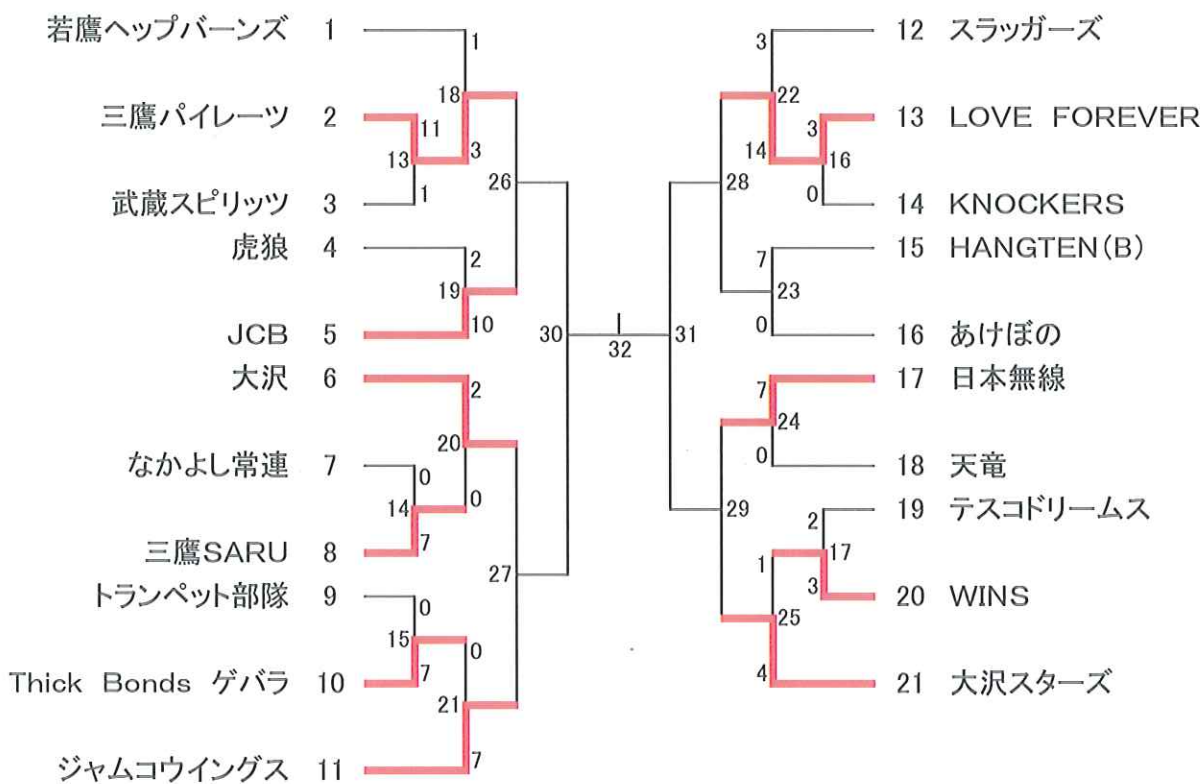 若鷹ヘップバーンズ 1 1 3 12 スラッガーズ
18 22
三鷹パイレーツ 2 11 3 13 LOVE FOREVER
13 3 14 16
武蔵スピリッツ 3 1 26 28 0 14 KNOCKERS
虎狼 4 2 7 15 HANGTEN(B)
19 23
JCB 5 10 30 32 31 0 16 あけぼの
大沢 6 2 7 17 日本無線
20 24
なかよし常連 7 0 0 18 天竜
14 0 29 2 19 テスコドリームス
三鷹SARU 8 7 1 17
27
トランペット部隊 9 0 3 20 WINS
15 0 25
Thick Bonds ゲバラ 10 7 4 21 大沢スターズ
21
ジャムコウイングス 11 7